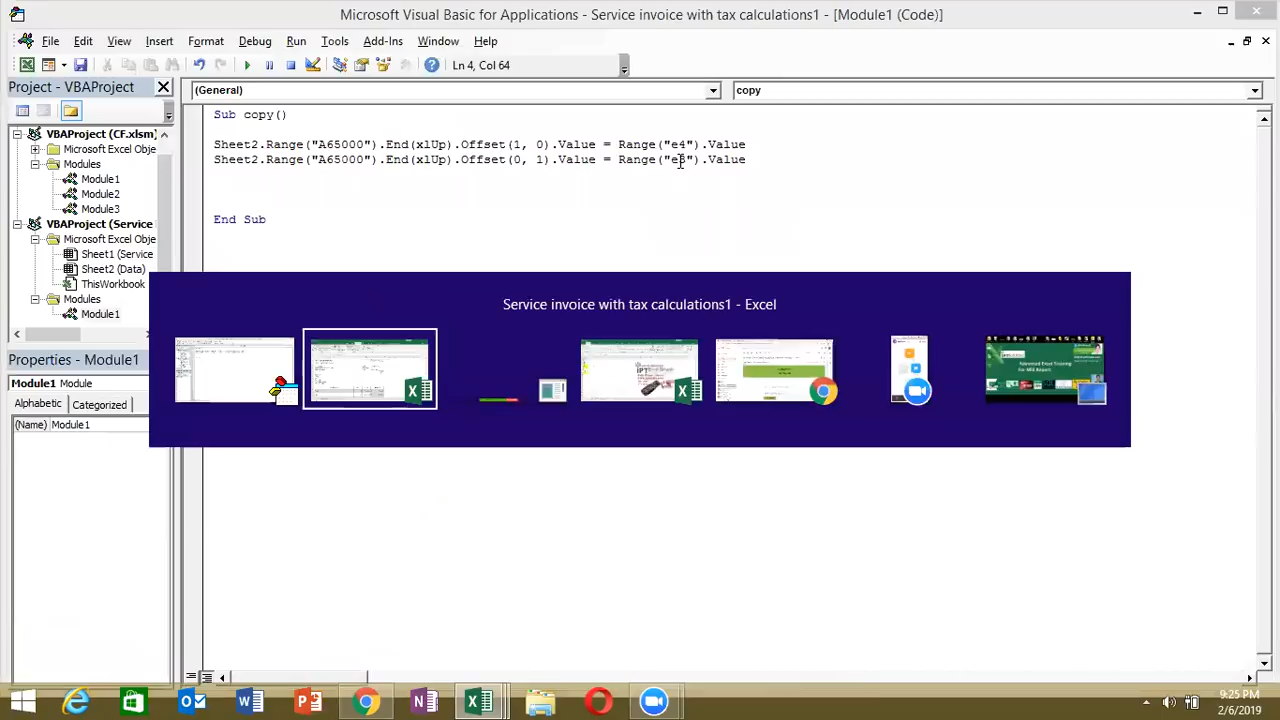 Microsoft Visual Basic for Applications - Service invoice with tax calculations1 - [Module1 (Code)]
File Edit View Insert Format Debug Run Tools Add-Ins Window Help
Ln 4, Col 64
Project - VBAProject
(General)
copy
VBAProject (CF.xlsm)
Microsoft Excel Obje
Modules
Module1
Module2
Module3
VBAProject (Service
Microsoft Excel Obje
Sheet1 (Service
Sheet2 (Data)
ThisWorkbook
Modules
Module1
Sub copy()
Sheet2.Range("A65000").End(xlUp).Offset(1, 0).Value = Range("e4").Value
Sheet2.Range("A65000").End(xlUp).Offset(0, 1).Value =
End Sub
Service invoice with tax calculations1 - Excel
Properties - Module1
Module1 Module
Alphabetic Categorized
(Name) Module1
9:25 PM
2/6/2019